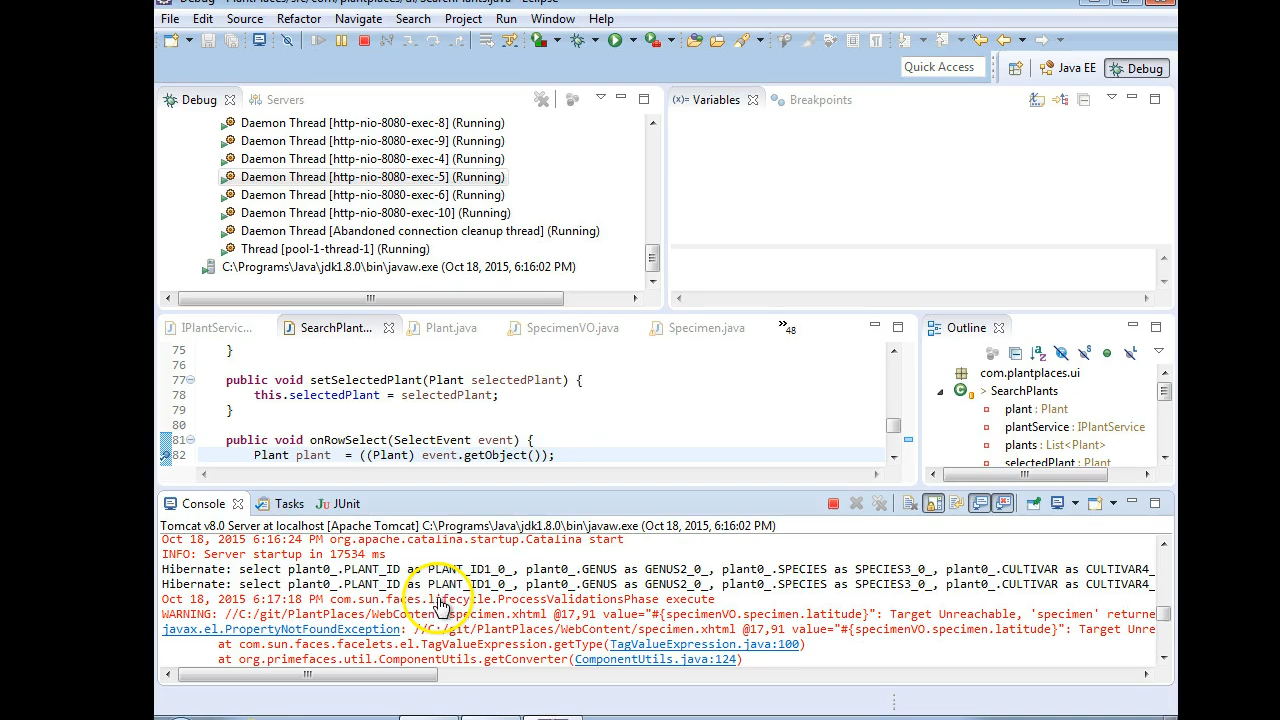 Debug - PlantPlaces/src/com/plantplaces/ui/SearchPlants.java - Eclipse
File Edit Source Refactor Navigate Search Project Run Window Help
Quick Access
Java EE
Debug
Debug
Servers
Daemon Thread [http-nio-8080-exec-8] (Running)
Daemon Thread [http-nio-8080-exec-9] (Running)
Daemon Thread [http-nio-8080-exec-4] (Running)
Daemon Thread [http-nio-8080-exec-5] (Running)
Daemon Thread [http-nio-8080-exec-6] (Running)
Daemon Thread [http-nio-8080-exec-10] (Running)
Daemon Thread [Abandoned connection cleanup thread] (Running)
Thread [pool-1-thread-1] (Running)
C:\Programs\Java\jdk1.8.0\bin\javaw.exe (Oct 18, 2015, 6:16:02 PM)
(x)= Variables
Breakpoints
IPlantServic...
SearchPlant...
Plant.java
SpecimenVO.java
Specimen.java
»48
75 }
76
77 public void setSelectedPlant(Plant selectedPlant) {
78 this.selectedPlant = selectedPlant;
79 }
80
81 public void onRowSelect(SelectEvent event) {
82 Plant plant = ((Plant) event.getObject());
Outline
com.plantplaces.ui
> SearchPlants
plant : Plant
plantService : IPlantService
plants : List<Plant>
selectedPlant : Plant
Console
Tasks
JUnit
Tomcat v8.0 Server at localhost [Apache Tomcat] C:\Programs\Java\jdk1.8.0\bin\javaw.exe (Oct 18, 2015, 6:16:02 PM)
Oct 18, 2015 6:16:24 PM org.apache.catalina.startup.Catalina start
INFO: Server startup in 17534 ms
Hibernate: select plant0_.PLANT_ID as PLANT_ID1_0_, plant0_.GENUS as GENUS2_0_, plant0_.SPECIES as SPECIES3_0_, plant0_.CULTIVAR as CULTIVAR4_
Hibernate: select plant0_.PLANT_ID as PLANT_ID1_0_, plant0_.GENUS as GENUS2_0_, plant0_.SPECIES as SPECIES3_0_, plant0_.CULTIVAR as CULTIVAR4_
Oct 18, 2015 6:17:18 PM com.sun.faces.lifecycle.ProcessValidationsPhase execute
WARNING: //C:/git/PlantPlaces/WebContent/specimen.xhtml @17,91 value="#{specimenVO.specimen.latitude}": Target Unreachable, 'specimen' returne
javax.el.PropertyNotFoundException: //C:/git/PlantPlaces/WebContent/specimen.xhtml @17,91 value="#{specimenVO.specimen.latitude}": Target Unre
at com.sun.faces.facelets.el.TagValueExpression.getType(TagValueExpression.java:100)
at org.primefaces.util.ComponentUtils.getConverter(ComponentUtils.java:124)